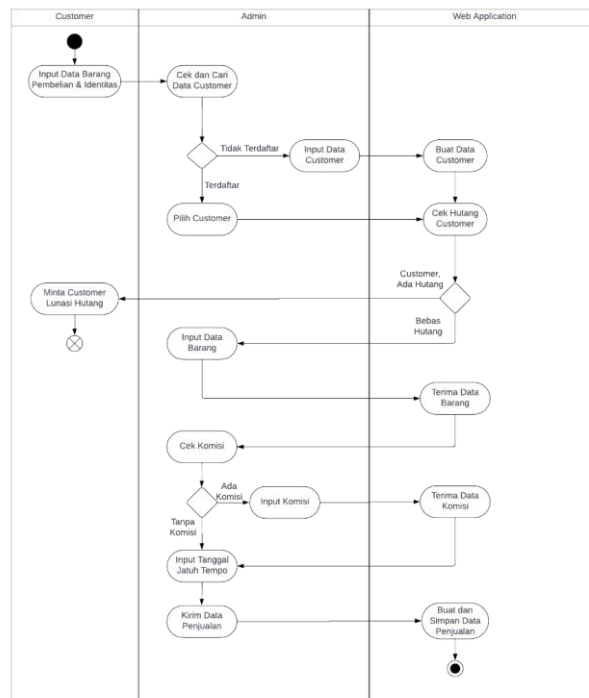 Customer
Admin
Web Application
Input Data Barang
Pembelian & Identitas
Cek dan Cari
Data Customer
Tidak Terdaftar
Input Data
Customer
Buat Data
Customer
Terdaftar
Pilih Customer
Cek Hutang
Customer
Customer,
Ada Hutang
Minta Customer
Lunasi Hutang
Bebas
Hutang
Input Data
Barang
Terima Data
Barang
Cek Komisi
Ada
Komisi
Input Komisi
Terima Data
Komisi
Tanpa
Komisi
Input Tanggal
Jatuh Tempo
Kirim Data
Penjualan
Buat dan
Simpan Data
Penjualan